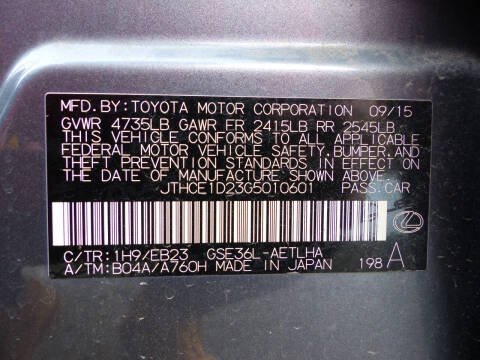 MFD.BY:TOYOTA MOTOR CORPORATION 09/15
GVWR 4735LB GAWR FR 2415LB RR 2545LB
THIS VEHICLE CONFORMS TO ALL APPLICABLE
FEDERAL MOTOR VEHICLE SAFETY,BUMPER,AND
THEFT PREVENTION STANDARDS IN EFFECT ON
THE DATE OF MANUFACTURE SHOWN ABOVE.
JTHCE1D23G5010601 PASS.CAR
C/TR:1H9/EB23 GSE36L-AETLHA
A/TM:B04A/A760H MADE IN JAPAN 198 A